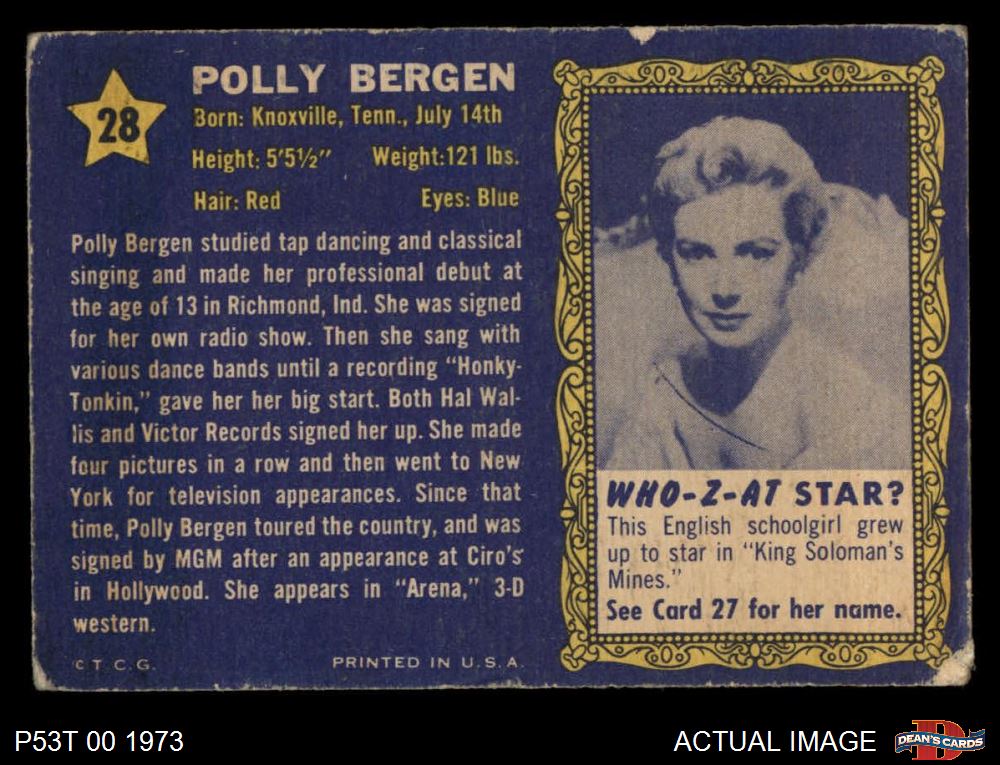 28
POLLY BERGEN
Born: Knoxville, Tenn., July 14th
Height: 5'5½" Weight:121 lbs.
Hair: Red Eyes: Blue
Polly Bergen studied tap dancing and classical
singing and made her professional debut at
the age of 13 in Richmond, Ind. She was signed
for her own radio show. Then she sang with
various dance bands until a recording "Honky-
Tonkin," gave her her big start. Both Hal Wal-
lis and Victor Records signed her up. She made
four pictures in a row and then went to New
York for television appearances. Since that
time, Polly Bergen toured the country, and was
signed by MGM after an appearance at Ciro's
in Hollywood. She appears in "Arena," 3-D
western.
© T. C. G. PRINTED IN U.S.A.
WHO-Z-AT STAR?
This English schoolgirl grew
up to star in "King Soloman's
Mines."
See Card 27 for her name.
P53T 00 1973
ACTUAL IMAGE
DEAN'S CARDS